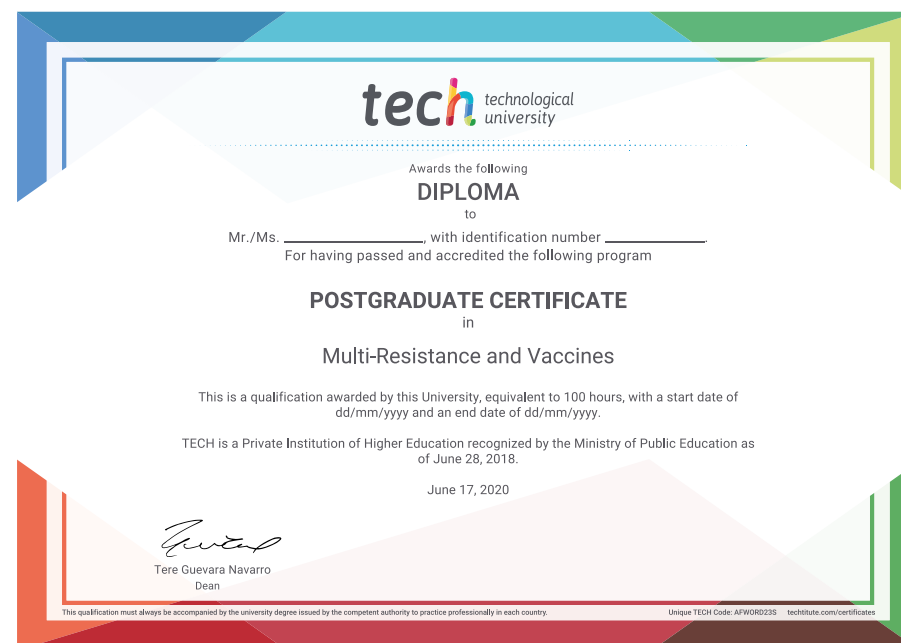 tech technological
university
Awards the following
DIPLOMA
to
Mr./Ms. ____________, with identification number ____________.
For having passed and accredited the following program
POSTGRADUATE CERTIFICATE
in
Multi-Resistance and Vaccines
This is a qualification awarded by this University, equivalent to 100 hours, with a start date of
dd/mm/yyyy and an end date of dd/mm/yyyy.
TECH is a Private Institution of Higher Education recognized by the Ministry of Public Education as
of June 28, 2018.
June 17, 2020
Tere Guevara Navarro
Dean
This qualification must always be accompanied by the university degree issued by the competent authority to practice professionally in each country. Unique TECH Code: AFWORD23S techtitute.com/certificates